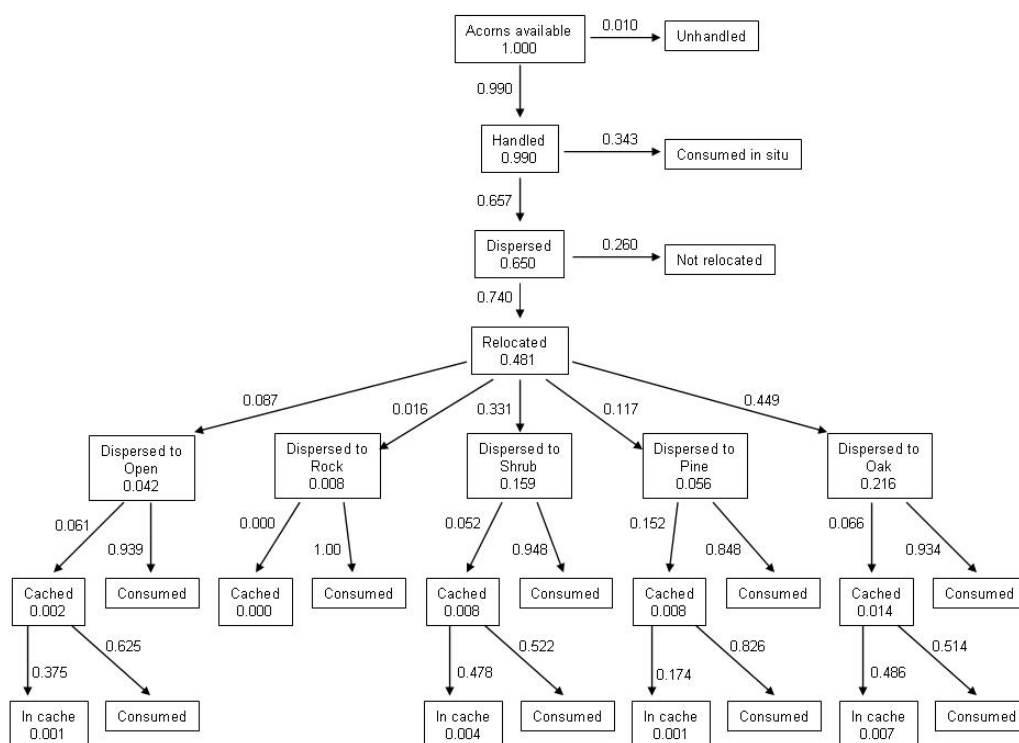 Acorns available
1.000
0.010
Unhandled
0.990
Handled
0.990
0.343
Consumed in situ
0.657
Dispersed
0.650
0.260
Not relocated
0.740
Relocated
0.481
0.087
0.016
0.331
0.117
0.449
Dispersed to
Open
0.042
Dispersed to
Rock
0.008
Dispersed to
Shrub
0.159
Dispersed to
Pine
0.056
Dispersed to
Oak
0.216
0.061
0.939
0.000
1.00
0.052
0.948
0.152
0.848
0.066
0.934
Cached
0.002
Consumed
Cached
0.000
Consumed
Cached
0.008
Consumed
Cached
0.008
Consumed
Cached
0.014
Consumed
0.375
0.625
0.478
0.522
0.174
0.826
0.486
0.514
In cache
0.001
Consumed
In cache
0.004
Consumed
In cache
0.001
Consumed
In cache
0.007
Consumed